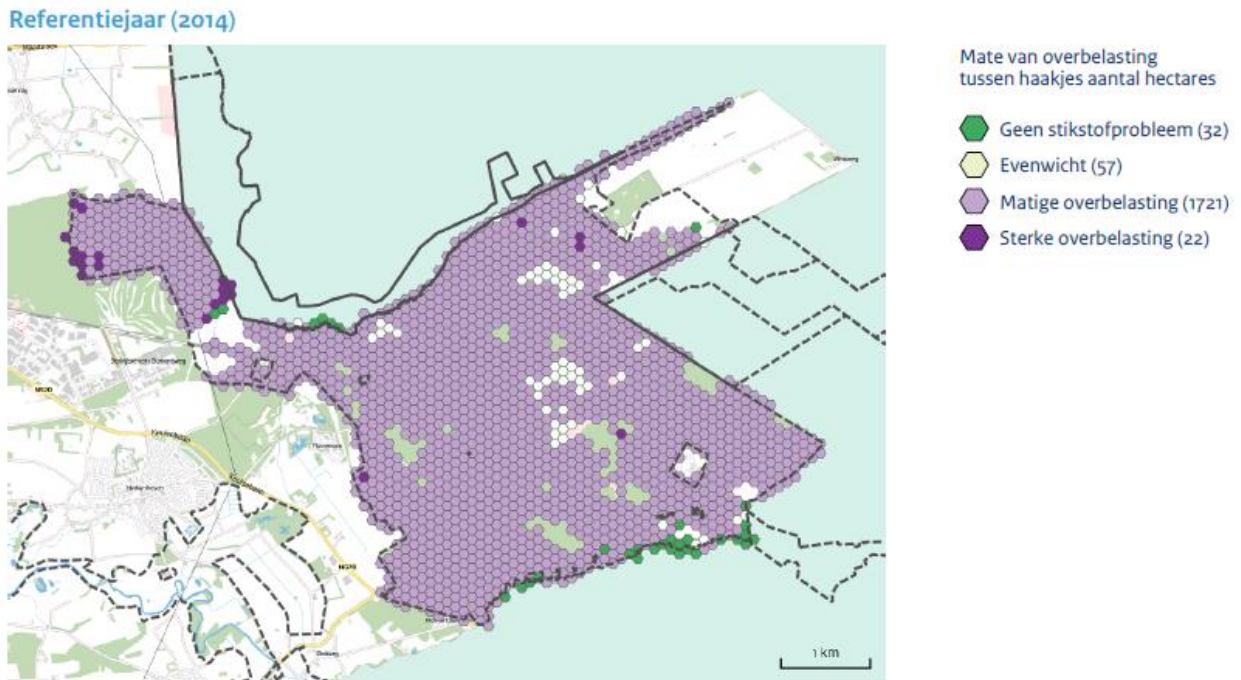 Referentiejaar (2014)
Mate van overbelasting
tussen haakjes aantal hectares
Geen stikstofprobleem (32)
Evenwicht (57)
Matige overbelasting (1721)
Sterke overbelasting (22)
1 km